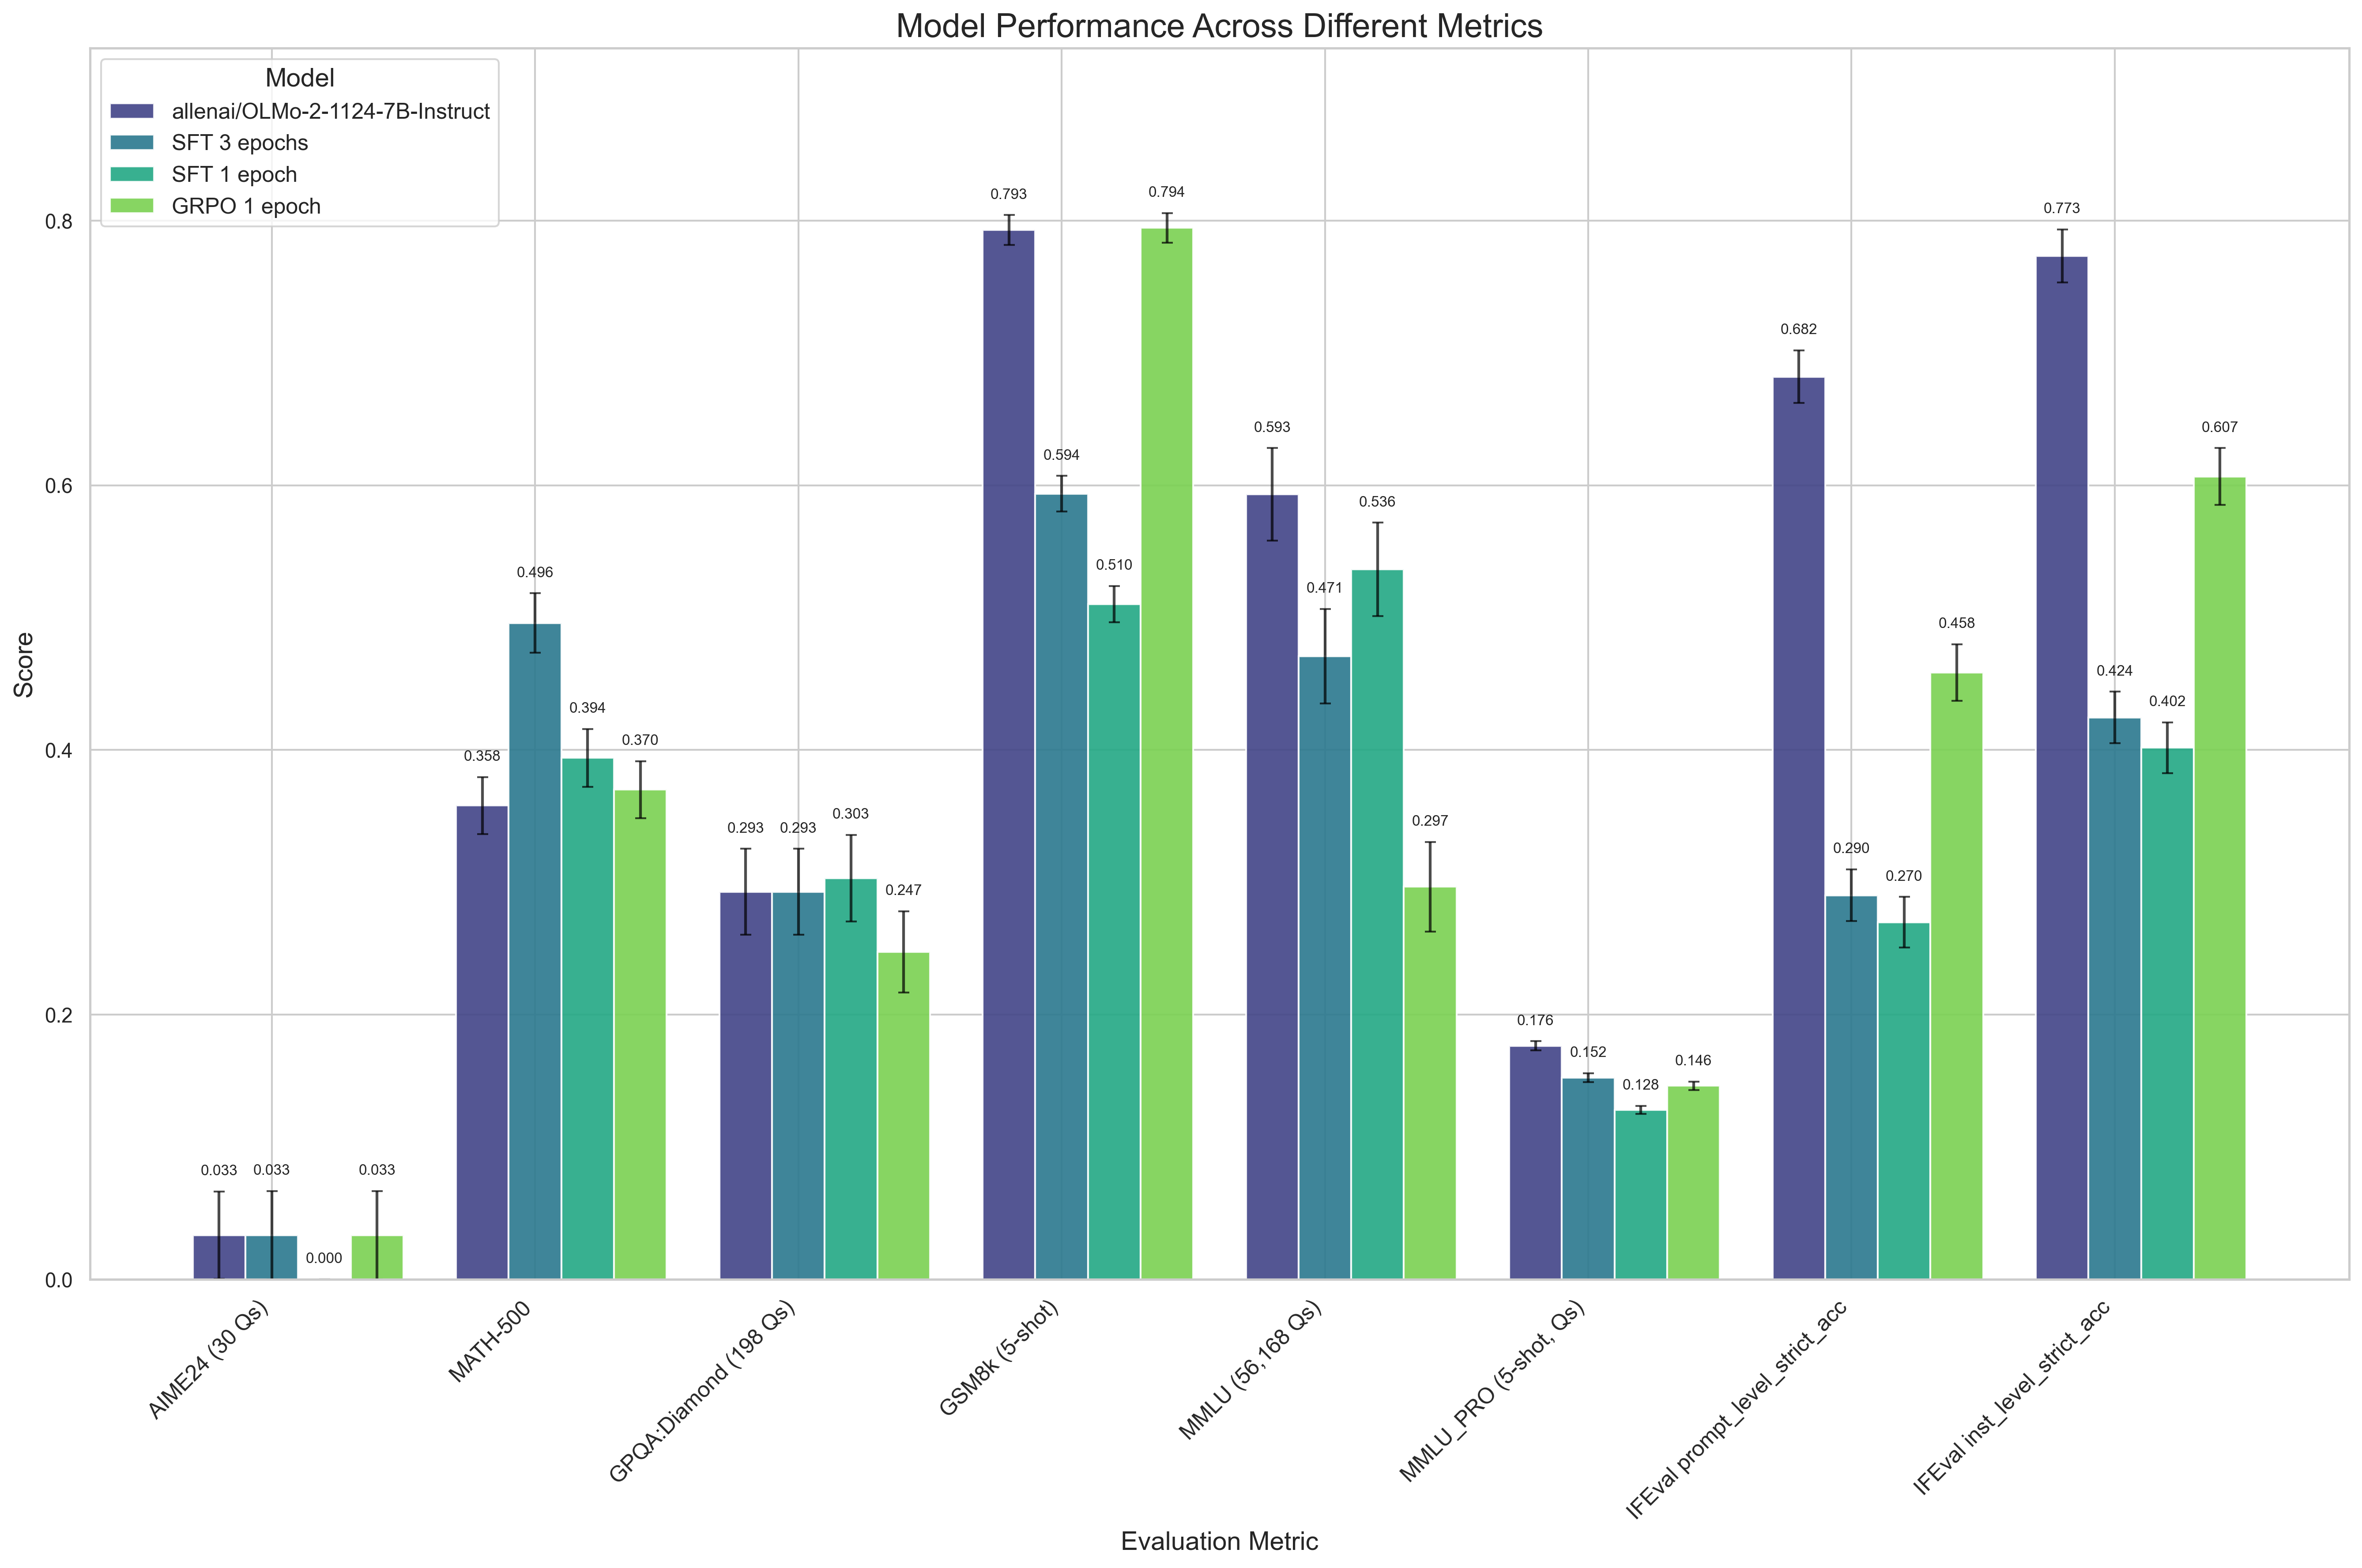 Model Performance Across Different Metrics
Model
allenai/OLMo-2-1124-7B-Instruct
SFT 3 epochs
SFT 1 epoch
GRPO 1 epoch
Score
0.8
0.6
0.4
0.2
0.0
0.033
0.033
0.000
0.033
0.358
0.496
0.394
0.370
0.293
0.293
0.303
0.247
0.793
0.594
0.510
0.794
0.593
0.471
0.536
0.297
0.176
0.152
0.128
0.146
0.682
0.290
0.270
0.458
0.773
0.424
0.402
0.607
AIME24 (30 Qs)
MATH-500
GPQA:Diamond (198 Qs)
GSM8k (5-shot)
MMLU (56,168 Qs)
MMLU_PRO (5-shot, Qs)
IFEval prompt_level_strict_acc
IFEval inst_level_strict_acc
Evaluation Metric